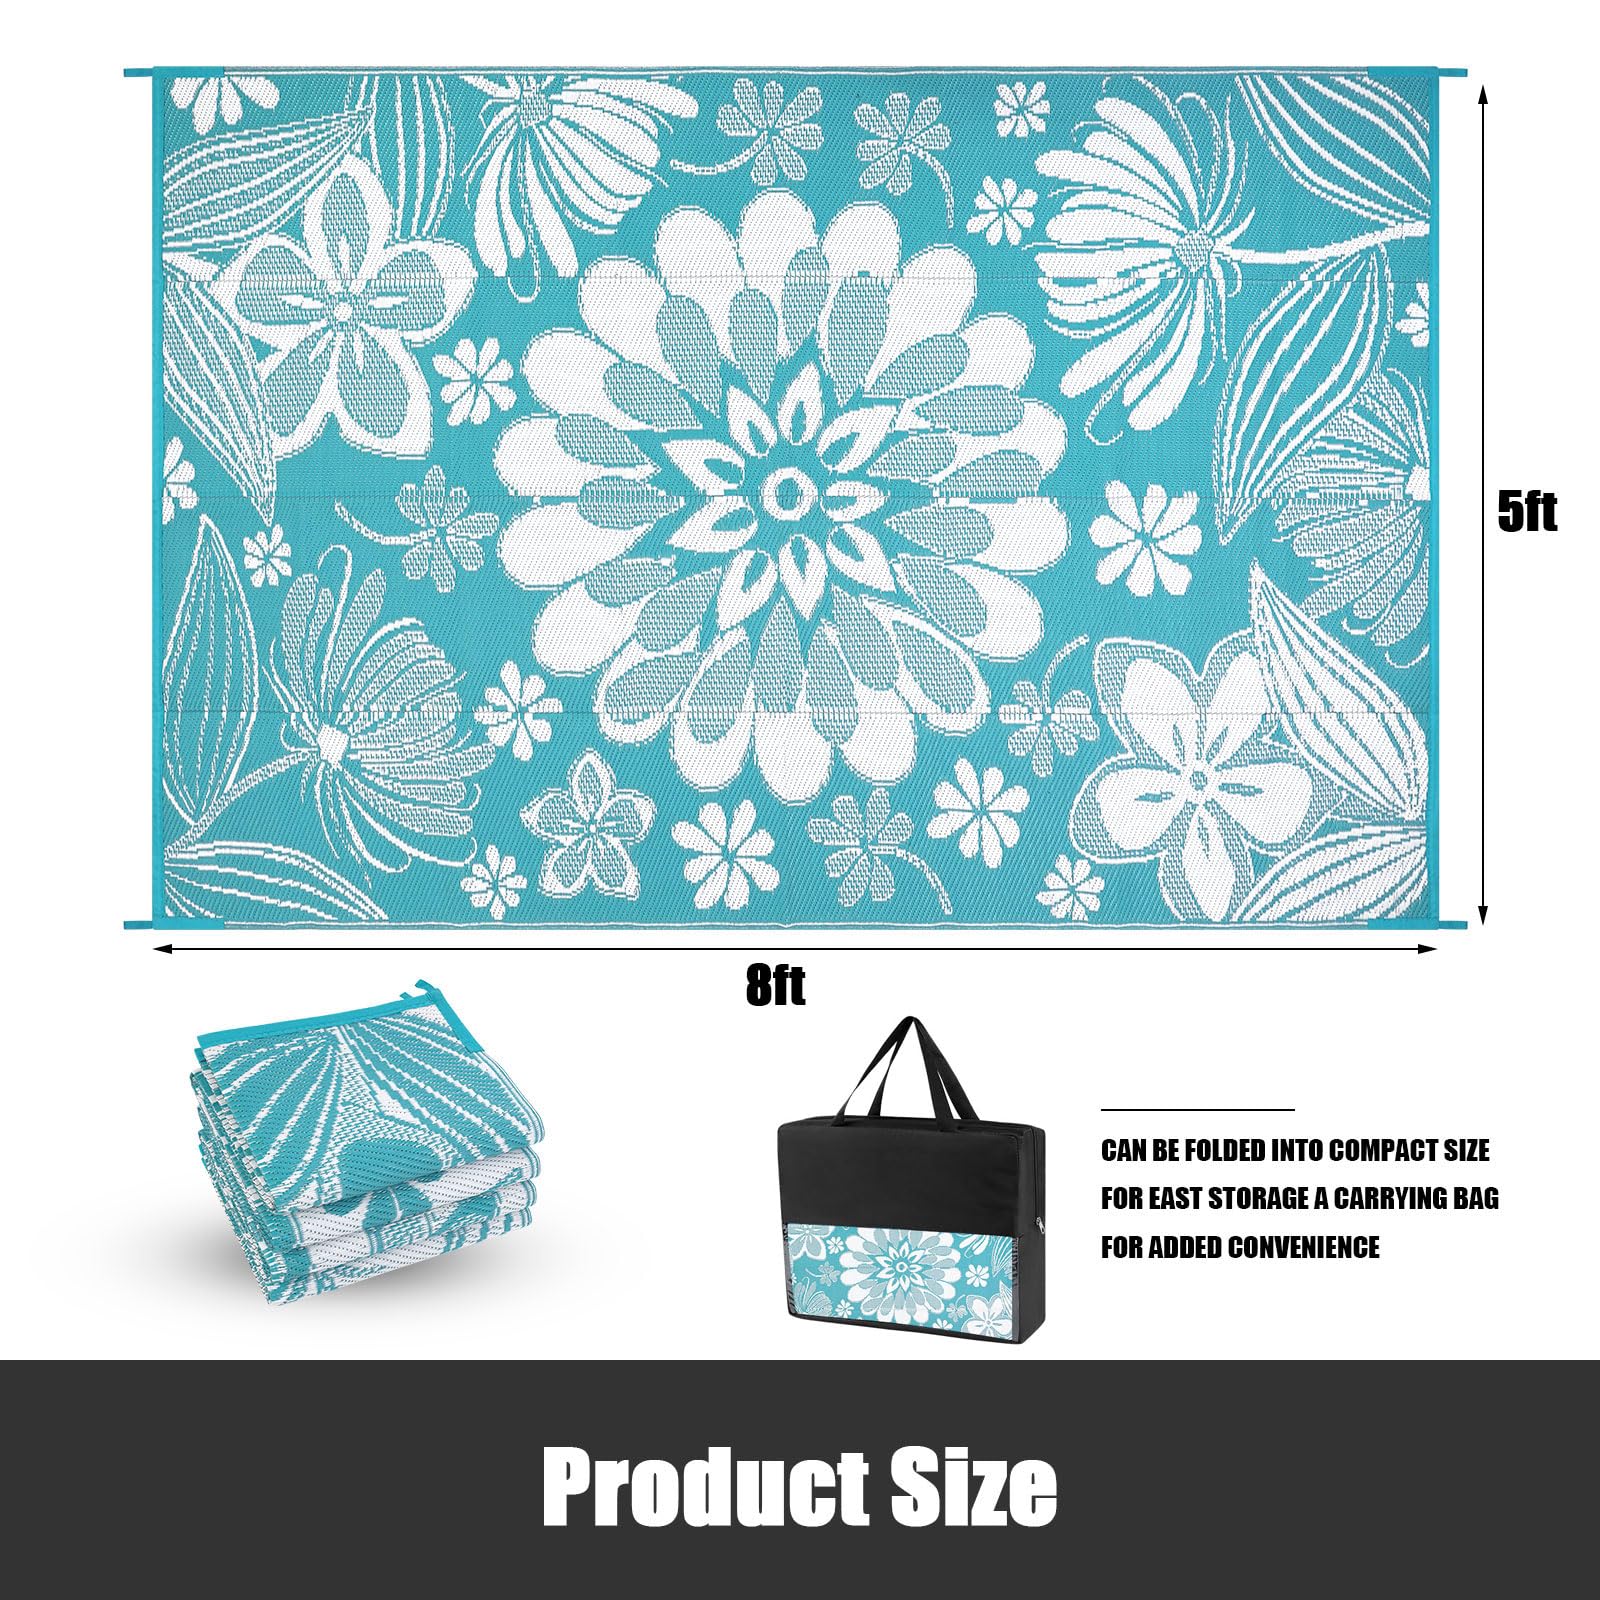 5ft
8ft
CAN BE FOLDED INTO COMPACT SIZE
FOR EAST STORAGE A CARRYING BAG
FOR ADDED CONVENIENCE
Product Size